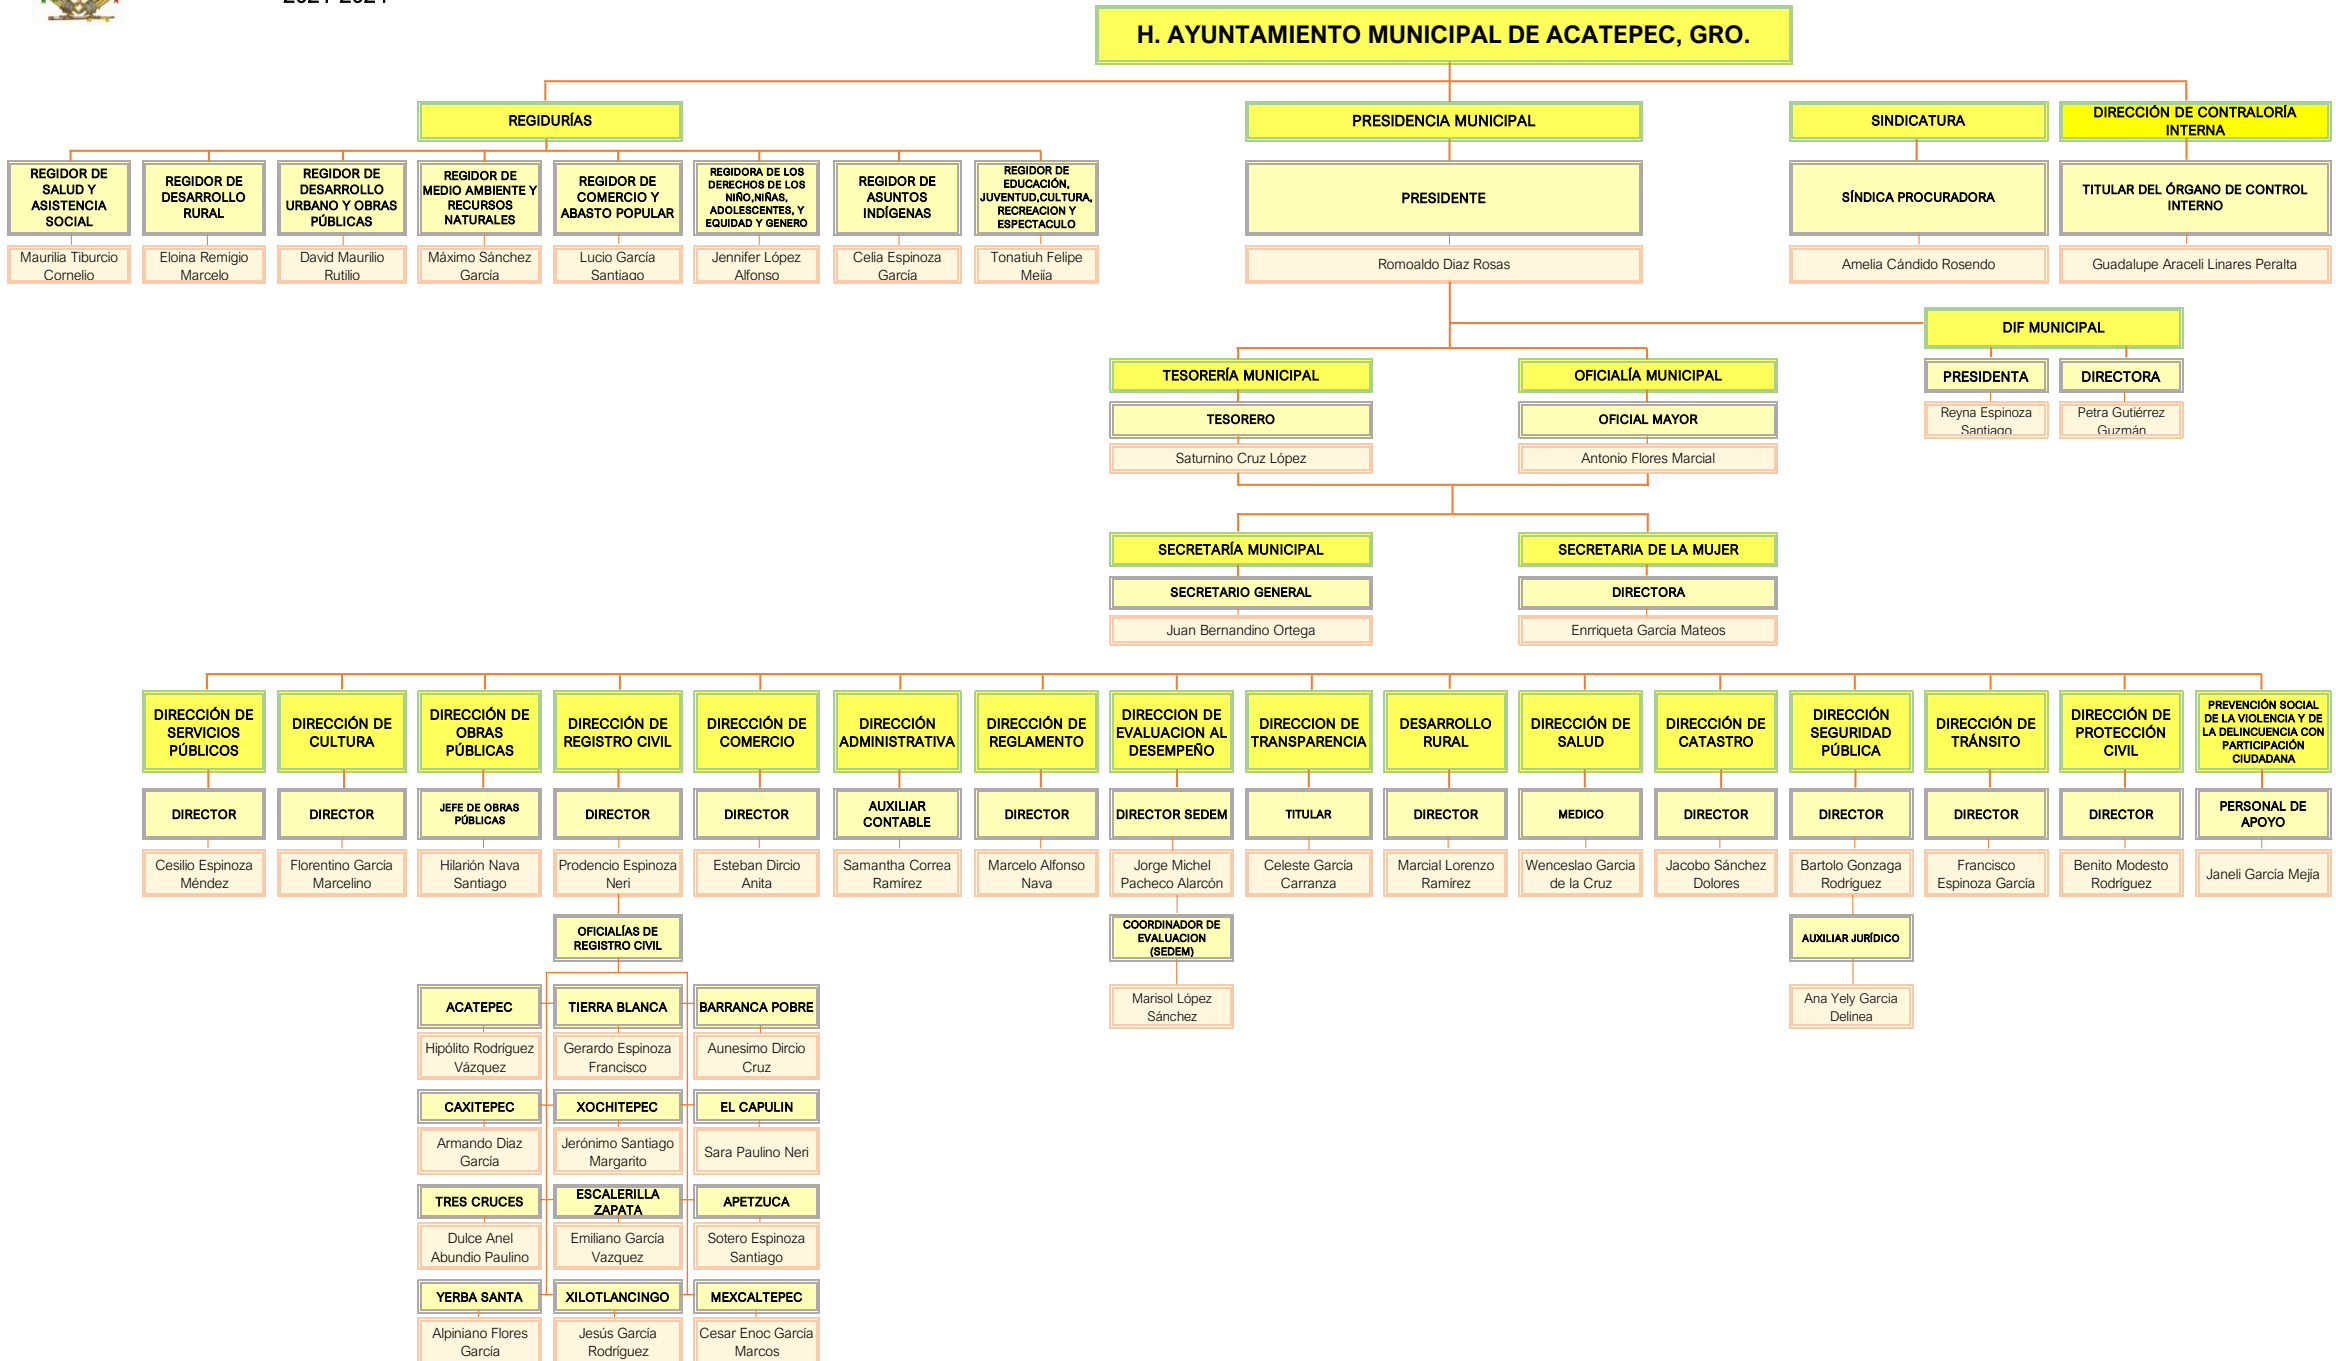 2021-2024
H. AYUNTAMIENTO MUNICIPAL DE ACATEPEC, GRO.
REGIDURÍAS
PRESIDENCIA MUNICIPAL
SINDICATURA
DIRECCIÓN DE CONTRALORÍA
INTERNA
REGIDOR DE
SALUD Y
ASISTENCIA
SOCIAL
REGIDOR DE
DESARROLLO
RURAL
REGIDOR DE
DESARROLLO
URBANO Y OBRAS
PÚBLICAS
REGIDOR DE
MEDIO AMBIENTE Y
RECURSOS
NATURALES
REGIDOR DE
COMERCIO Y
ABASTO POPULAR
REGIDORA DE LOS
DERECHOS DE LOS
NIÑO,NIÑAS,
ADOLESCENTES, Y
EQUIDAD Y GENERO
REGIDOR DE
ASUNTOS
INDÍGENAS
REGIDOR DE
EDUCACIÓN,
JUVENTUD,CULTURA,
RECREACION Y
ESPECTACULO
PRESIDENTE
SÍNDICA PROCURADORA
TITULAR DEL ÓRGANO DE CONTROL
INTERNO
Maurilia Tiburcio
Cornelio
Eloina Remigio
Marcelo
David Maurilio
Rutilio
Máximo Sánchez
García
Lucio García
Santiago
Jennifer López
Alfonso
Celia Espinoza
García
Tonatiuh Felipe
Mejía
Romoaldo Diaz Rosas
Amelia Cándido Rosendo
Guadalupe Araceli Linares Peralta
DIF MUNICIPAL
TESORERÍA MUNICIPAL
OFICIALÍA MUNICIPAL
PRESIDENTA
DIRECTORA
TESORERO
OFICIAL MAYOR
Reyna Espinoza
Santiago
Petra Gutiérrez
Guzmán
Saturnino Cruz López
Antonio Flores Marcial
SECRETARÍA MUNICIPAL
SECRETARIA DE LA MUJER
SECRETARIO GENERAL
DIRECTORA
Juan Bernandino Ortega
Enrriqueta García Mateos
DIRECCIÓN DE
SERVICIOS
PÚBLICOS
DIRECCIÓN DE
CULTURA
DIRECCIÓN DE
OBRAS
PÚBLICAS
DIRECCIÓN DE
REGISTRO CIVIL
DIRECCIÓN DE
COMERCIO
DIRECCIÓN
ADMINISTRATIVA
DIRECCIÓN DE
REGLAMENTO
DIRECCION DE
EVALUACION AL
DESEMPEÑO
DIRECCION DE
TRANSPARENCIA
DESARROLLO
RURAL
DIRECCIÓN DE
SALUD
DIRECCIÓN DE
CATASTRO
DIRECCIÓN
SEGURIDAD
PÚBLICA
DIRECCIÓN DE
TRÁNSITO
DIRECCIÓN DE
PROTECCIÓN
CIVIL
PREVENCIÓN SOCIAL
DE LA VIOLENCIA Y DE
LA DELINCUENCIA CON
PARTICIPACIÓN
CIUDADANA
DIRECTOR
DIRECTOR
JEFE DE OBRAS
PÚBLICAS
DIRECTOR
DIRECTOR
AUXILIAR
CONTABLE
DIRECTOR
DIRECTOR SEDEM
TITULAR
DIRECTOR
MEDICO
DIRECTOR
DIRECTOR
DIRECTOR
DIRECTOR
PERSONAL DE
APOYO
Cesilio Espinoza
Méndez
Florentino García
Marcelino
Hilarión Nava
Santiago
Prodencio Espinoza
Neri
Esteban Dircio
Anita
Samantha Correa
Ramírez
Marcelo Alfonso
Nava
Jorge Michel
Pacheco Alarcón
Celeste García
Carranza
Marcial Lorenzo
Ramírez
Wenceslao Garcia
de la Cruz
Jacobo Sánchez
Dolores
Bartolo Gonzaga
Rodríguez
Francisco
Espinoza García
Benito Modesto
Rodríguez
Janeli García Mejía
OFICIALÍAS DE
REGISTRO CIVIL
COORDINADOR DE
EVALUACION
(SEDEM)
AUXILIAR JURÍDICO
Marisol López
Sánchez
Ana Yely Garcia
Delinea
ACATEPEC
TIERRA BLANCA
BARRANCA POBRE
Hipólito Rodríguez
Vázquez
Gerardo Espinoza
Francisco
Aunesimo Dircio
Cruz
CAXITEPEC
XOCHITEPEC
EL CAPULIN
Armando Diaz
García
Jerónimo Santiago
Margarito
Sara Paulino Neri
TRES CRUCES
ESCALERILLA
ZAPATA
APETZUCA
Dulce Anel
Abundio Paulino
Emiliano García
Vazquez
Sotero Espinoza
Santiago
YERBA SANTA
XILOTLANCINGO
MEXCALTEPEC
Alpiniano Flores
García
Jesús García
Rodríguez
Cesar Enoc García
Marcos